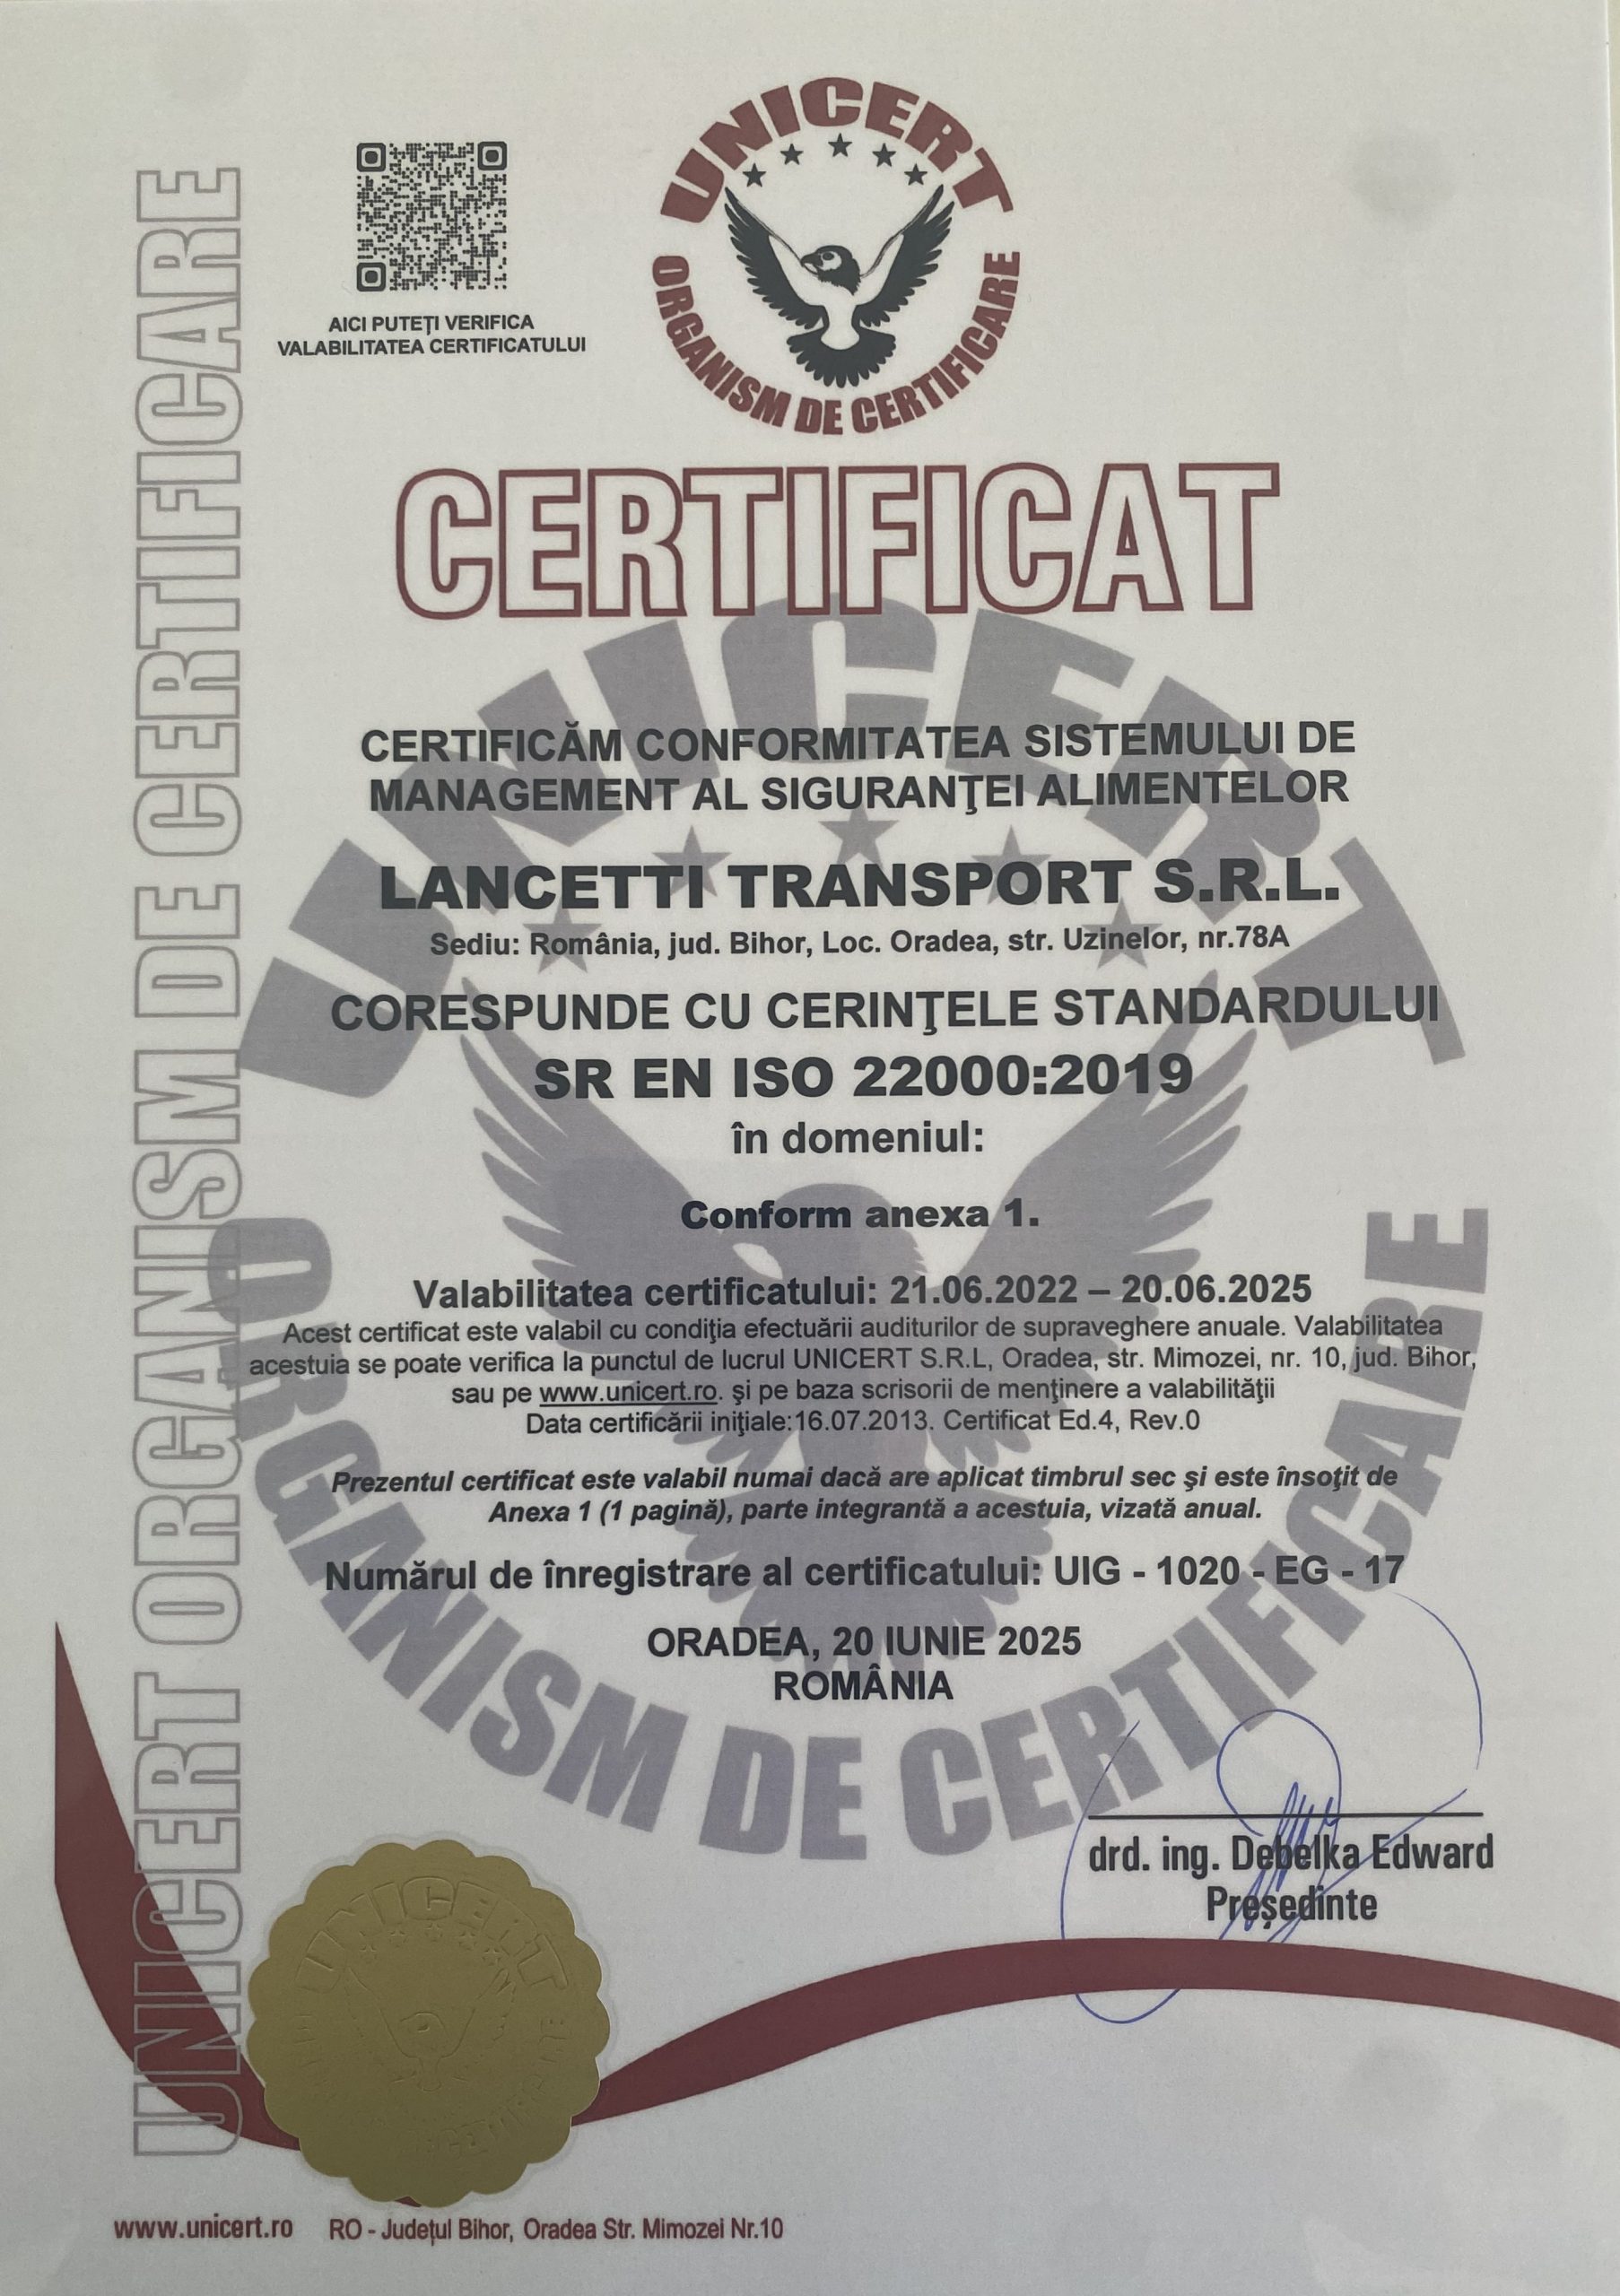 UNICERT
ORGANISM DE CERTIFICARE
AICI PUTEŢI VERIFICA
VALABILITATEA CERTIFICATULUI
UNICERT ORGANISM DE CERTIFICARE
CERTIFICAT
UNICERT
ORGANISM DE CERTIFICARE
CERTIFICĂM CONFORMITATEA SISTEMULUI DE
MANAGEMENT AL SIGURANŢEI ALIMENTELOR
LANCETTI TRANSPORT S.R.L.
Sediu: România, jud. Bihor, Loc. Oradea, str. Uzinelor, nr.78A
CORESPUNDE CU CERINŢELE STANDARDULUI
SR EN ISO 22000:2019
în domeniul:
Conform anexa 1.
Valabilitatea certificatului: 21.06.2022 – 20.06.2025
Acest certificat este valabil cu condiţia efectuării auditurilor de supraveghere anuale. Valabilitatea
acestuia se poate verifica la punctul de lucrul UNICERT S.R.L, Oradea, str. Mimozei, nr. 10, jud. Bihor,
sau pe www.unicert.ro. şi pe baza scrisorii de menţinere a valabilităţii
Data certificării iniţiale:16.07.2013. Certificat Ed.4, Rev.0
Prezentul certificat este valabil numai dacă are aplicat timbrul sec şi este însoţit de
Anexa 1 (1 pagină), parte integrantă a acestuia, vizată anual.
Numărul de înregistrare al certificatului: UIG - 1020 - EG - 17
ORADEA, 20 IUNIE 2025
ROMÂNIA
drd. ing. Debelka Edward
Președinte
UNICERT
www.unicert.ro RO - Județul Bihor, Oradea Str. Mimozei Nr.10